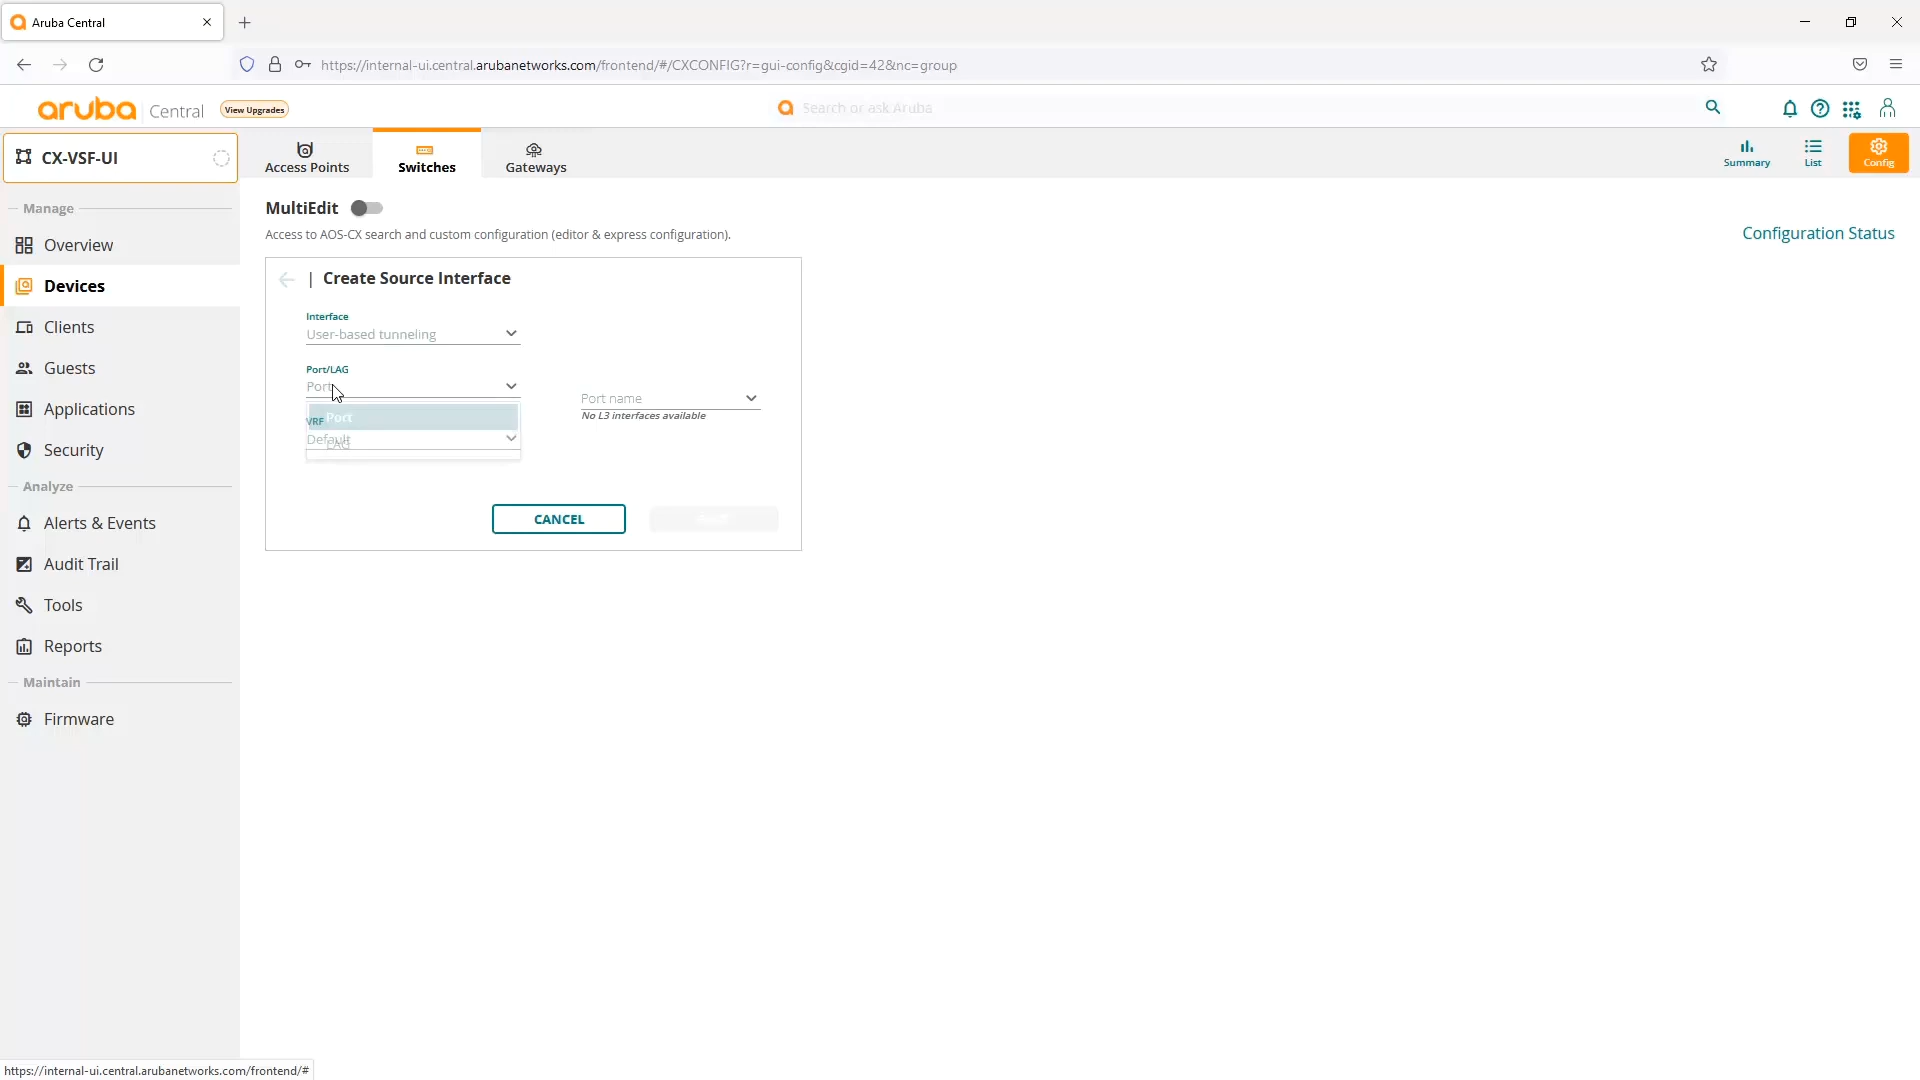 Aruba Central
https://internal-ui.central.arubanetworks.com/frontend/#/CXCONFIG?r=gui-config&cgid=42&nc=group
aruba Central View Upgrades
Search or ask Aruba
CX-VSF-UI
Access Points
Switches
Gateways
Summary
List
Config
Manage
Overview
Devices
Clients
Guests
Applications
Security
Analyze
Alerts & Events
Audit Trail
Tools
Reports
Maintain
Firmware
MultiEdit
Access to AOS-CX search and custom configuration (editor & express configuration).
Configuration Status
| Create Source Interface
Interface
User-based tunneling
Port/LAG
Port
Port name
No L3 interfaces available
Port
VRF
Default
LAG
CANCEL
https://internal-ui.central.arubanetworks.com/frontend/#